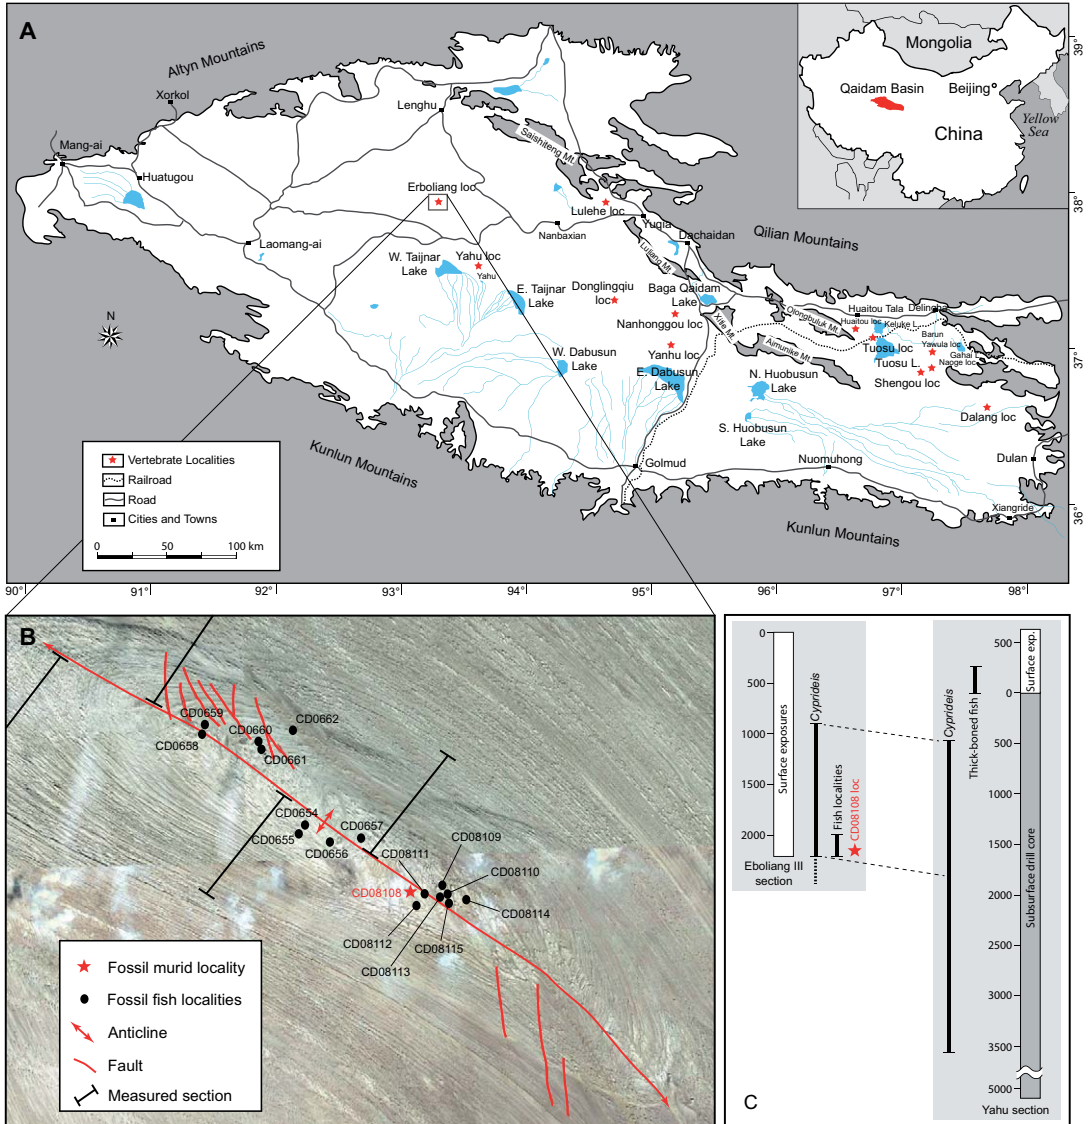 A
Altyn Mountains
Xorkol
Mang-ai
Huatugou
Lenghu
Saishiteng Mt.
Erboliang loc
Lulehe loc
Yuqia
Nanbaxian
Dachaidan
Laomang-ai
Luliang Mt.
Qilian Mountains
W. Taijnar
Lake
Yahu loc
Yahu
E. Taijnar
Lake
Donglingqiu
loc
Baga Qaidam
Lake
Nanhonggou loc
Xitie Mt.
Qiongbuluk Mt.
Huaitou Tala
Delingha
Huaitou loc
Keluke L.
Tuosu loc
Tuosu L.
Barun
Yawula loc
Gahai L.
Naoge loc
Shengou loc
Aimunike Mt.
Yanhu loc
W. Dabusun
Lake
E. Dabusun
Lake
N. Huobusun
Lake
S. Huobusun
Lake
Dalang loc
Dulan
Golmud
Nuomuhong
Xiangride
Kunlun Mountains
Kunlun Mountains
N
Mongolia
Qaidam Basin
Beijing
China
Yellow
Sea
Vertebrate Localities
Railroad
Road
Cities and Towns
0 50 100 km
39°
38°
37°
36°
90° 91° 92° 93° 94° 95° 96° 97° 98°
B
CD0659
CD0658
CD0660
CD0662
CD0661
CD0654
CD0655
CD0656
CD0657
CD08109
CD08111
CD08110
CD08108
CD08114
CD08112
CD08115
CD08113
Fossil murid locality
Fossil fish localities
Anticline
Fault
Measured section
0
500
1000
1500
2000
Surface exposures
Cyprideis
Fish localities
CD08108 loc
Eboliang III
section
Cyprideis
Thick-boned fish
Surface exp.
Subsurface drill core
500
0
500
1000
1500
2000
2500
3000
3500
5000
Yahu section
C